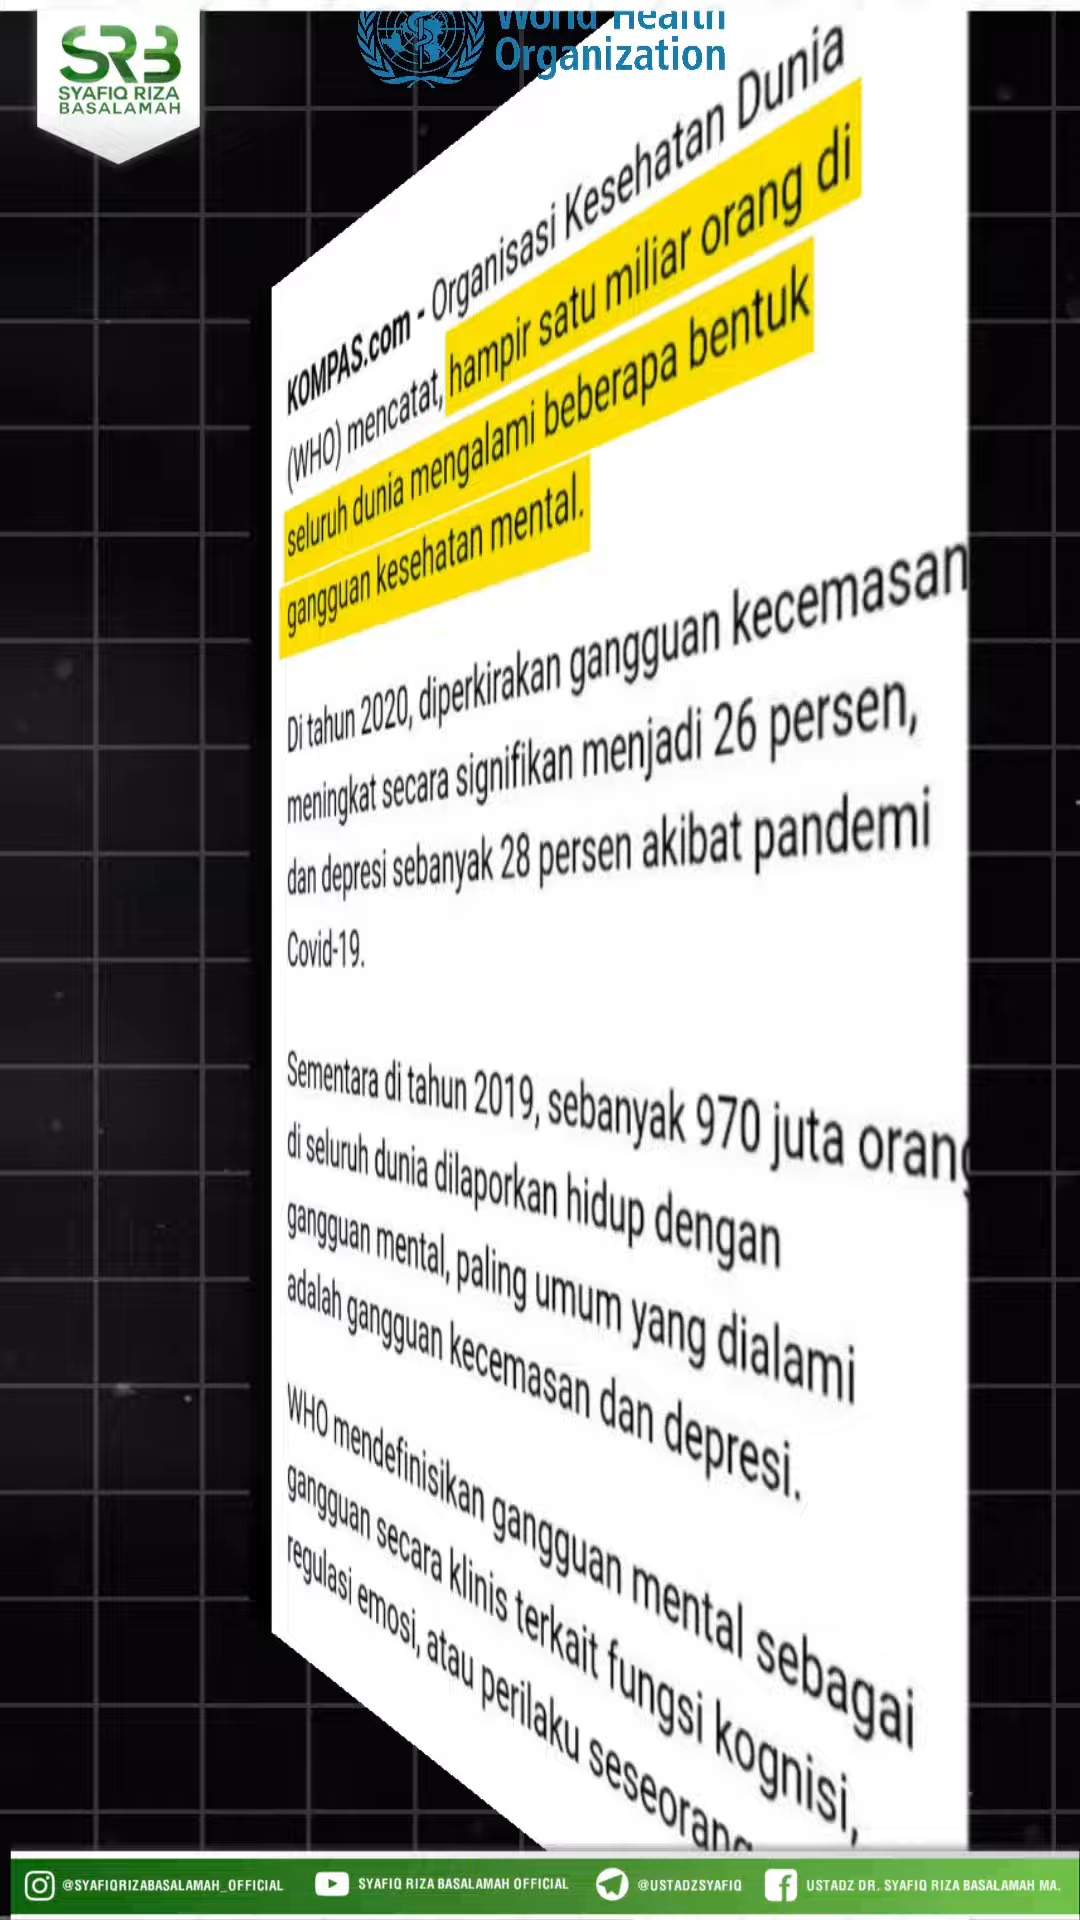 SRB
SYAFIQ RIZA
BASALAMAH
World Health
Organization
KOMPAS.com - Organisasi Kesehatan Dunia
(WHO) mencatat, hampir satu miliar orang di
seluruh dunia mengalami beberapa bentuk
gangguan kesehatan mental.
Di tahun 2020, diperkirakan gangguan kecemasan
meningkat secara signifikan menjadi 26 persen,
dan depresi sebanyak 28 persen akibat pandemi
Covid-19.
Sementara di tahun 2019, sebanyak 970 juta orang
di seluruh dunia dilaporkan hidup dengan
gangguan mental, paling umum yang dialami
adalah gangguan kecemasan dan depresi.
WHO mendefinisikan gangguan mental sebagai
gangguan secara klinis terkait fungsi kognisi,
regulasi emosi, atau perilaku seseorang
@SYAFIQRIZABASALAMAH_OFFICIAL
SYAFIQ RIZA BASALAMAH OFFICIAL
@USTADZSYAFIQ
USTADZ DR. SYAFIQ RIZA BASALAMAH MA.